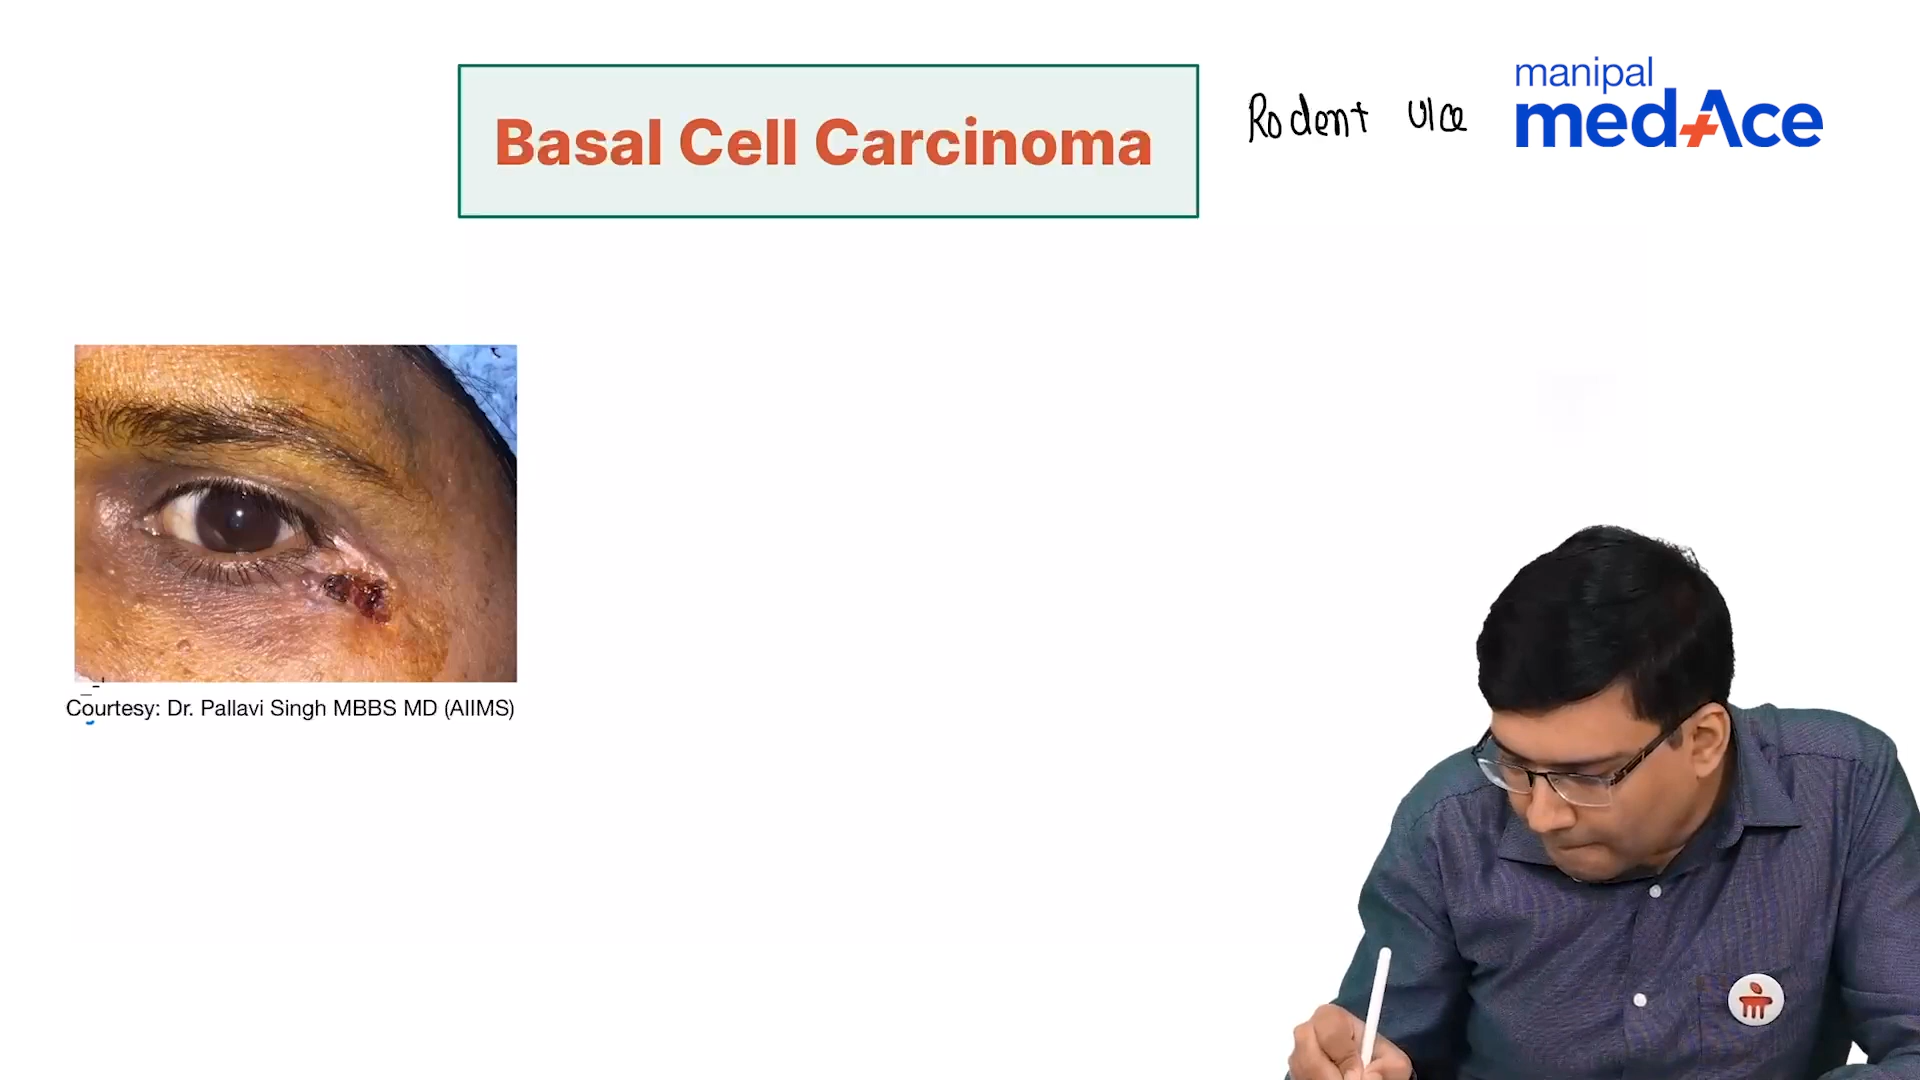 Basal Cell Carcinoma
Rodent ulce
manipal
medAce
Courtesy: Dr. Pallavi Singh MBBS MD (AIIMS)